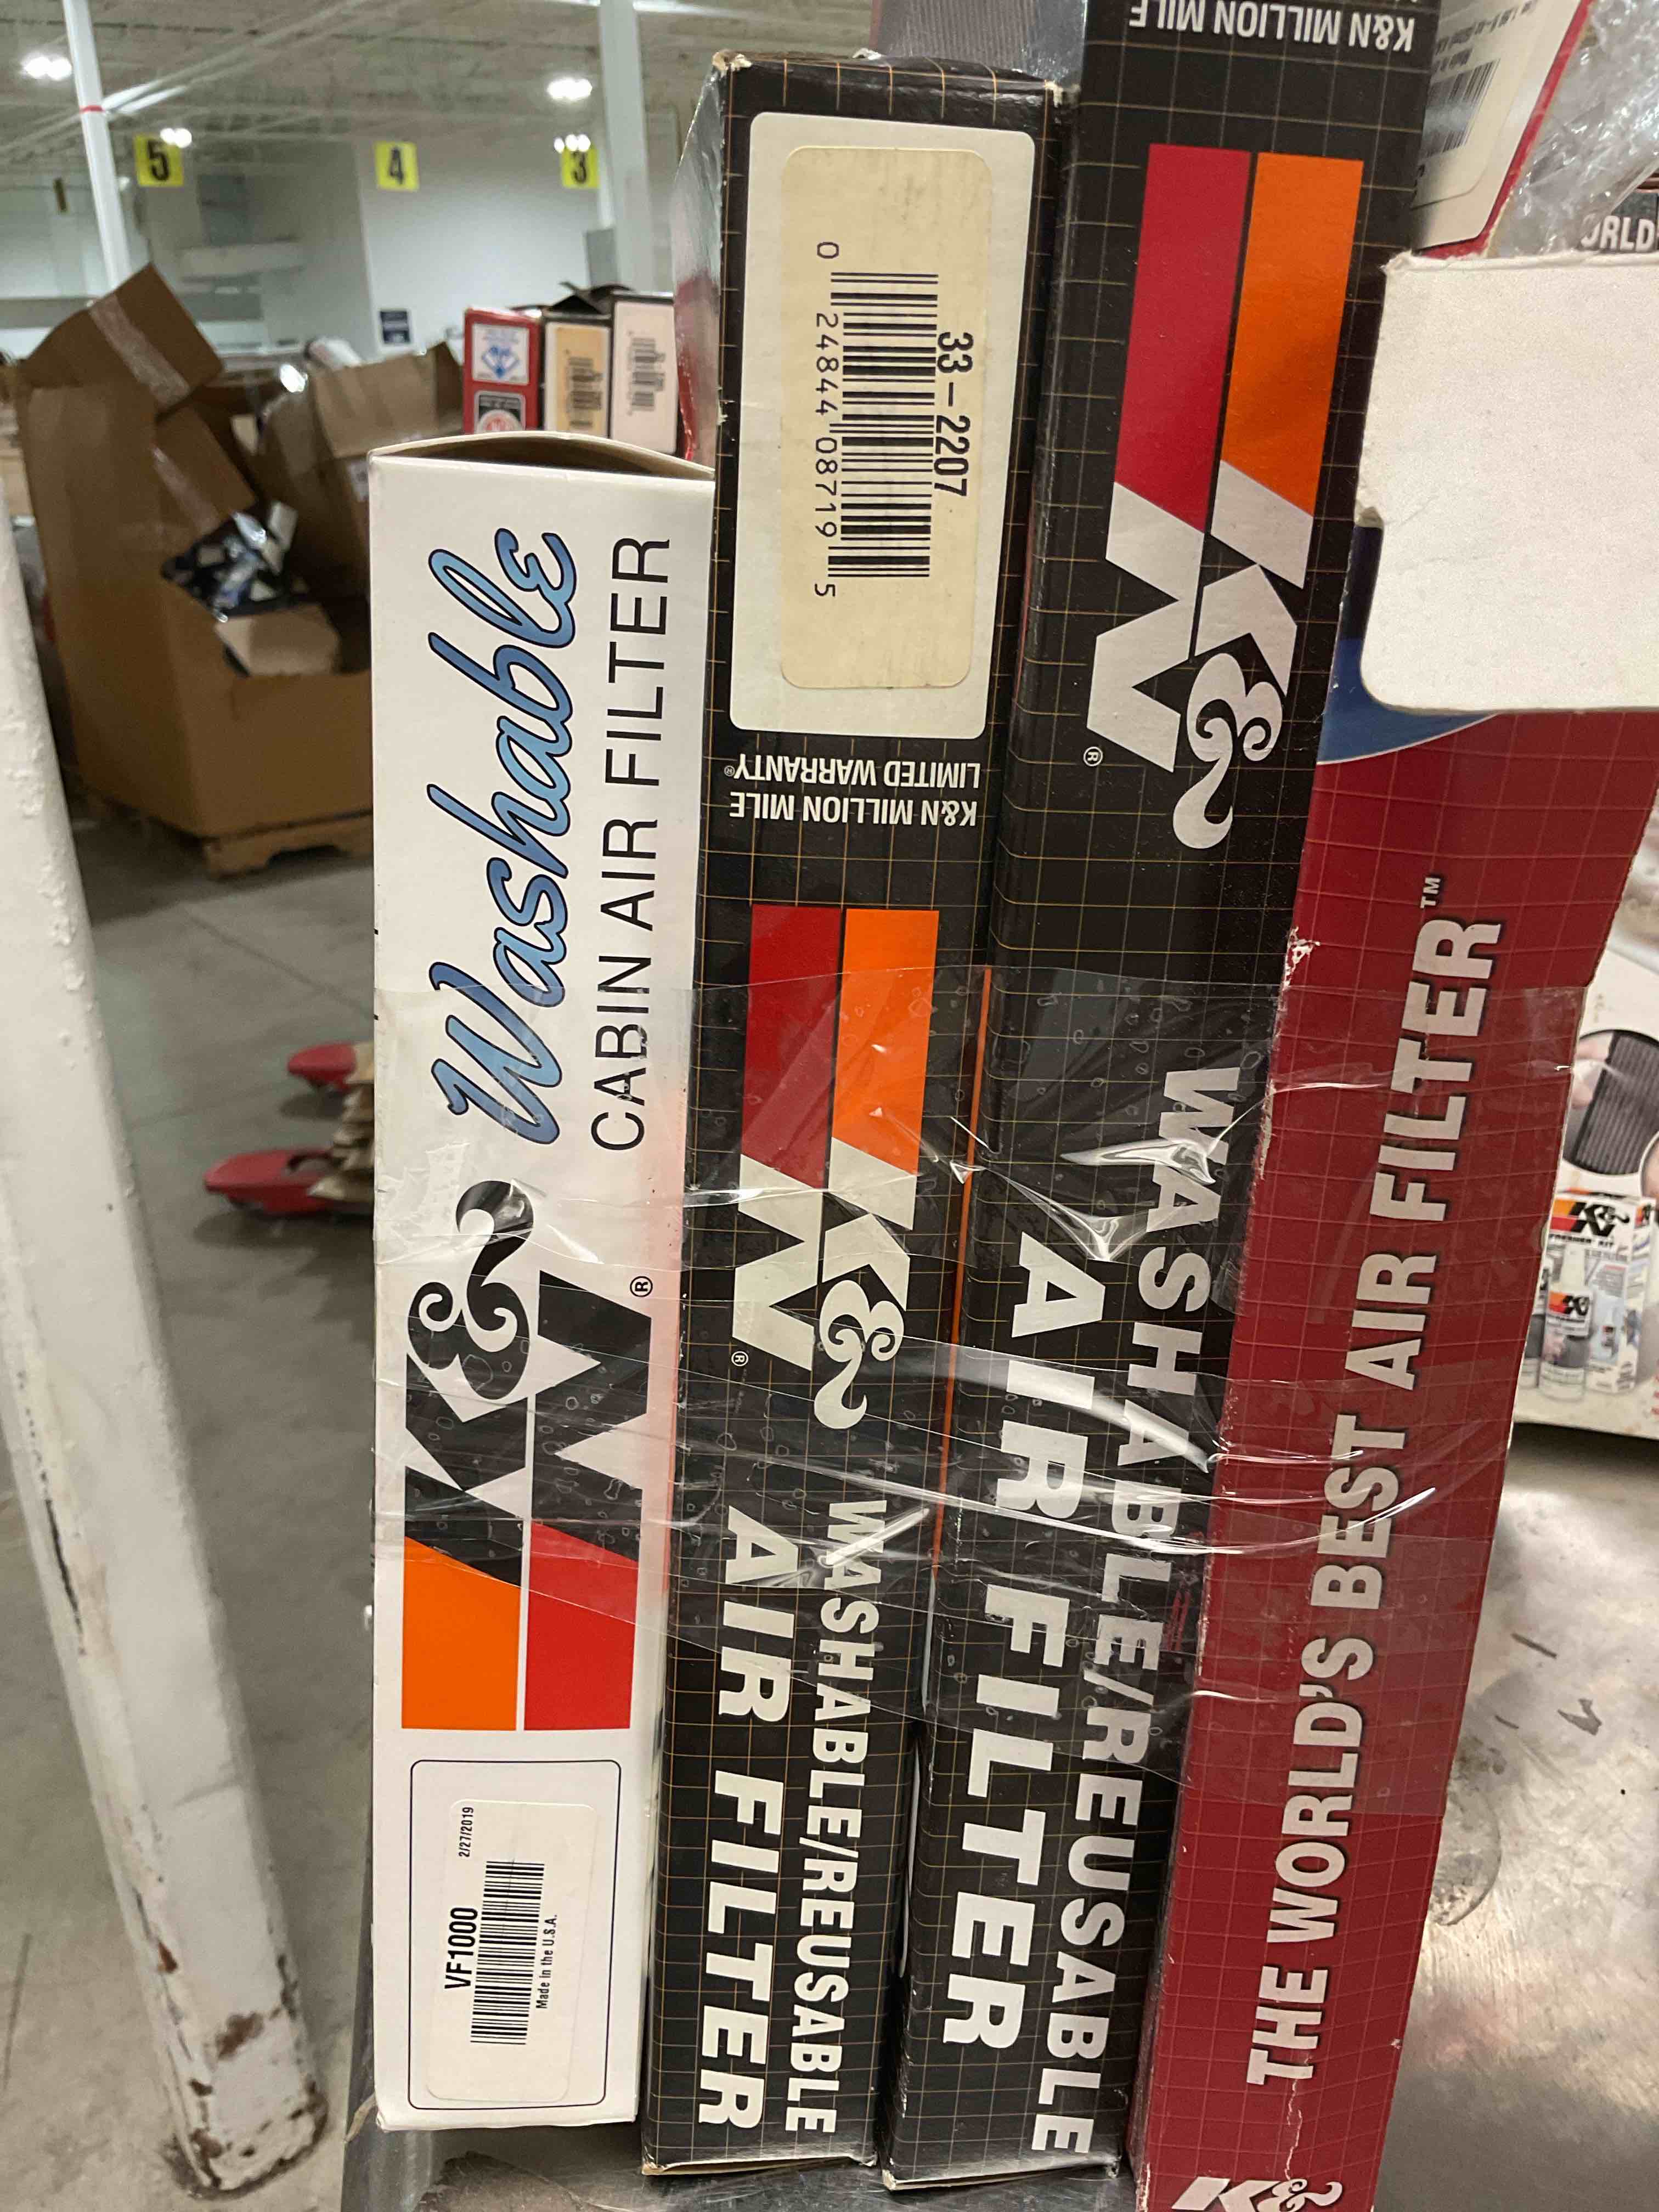 5
4
3
Washable
CABIN AIR FILTER
K&N®
VF1000
2/27/2019
Made in the U.S.A.
33-2207
0 24844 08719 5
K&N MILLION MILE
LIMITED WARRANTY®
K&N®
WASHABLE/REUSABLE
AIR FILTER
K&N MILLION MILE
K&N®
WASHABLE/REUSABLE
AIR FILTER
THE WORLD'S BEST AIR FILTER™
K&N
ORLD
K&N